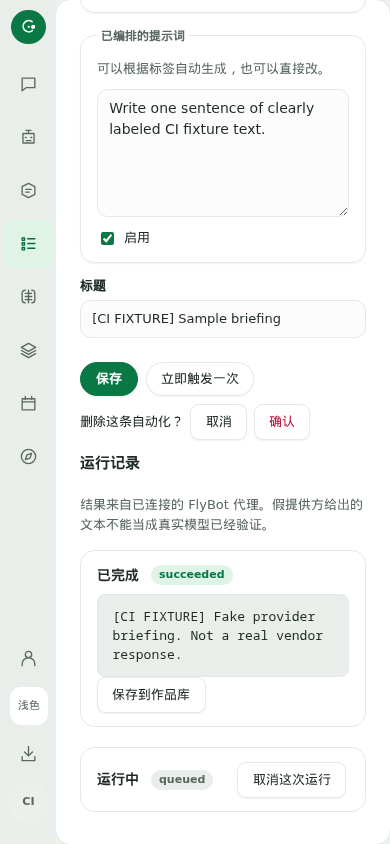 已编排的提示词
可以根据标签自动生成，也可以直接改。
Write one sentence of clearly
labeled CI fixture text.
启用
标题
[CI FIXTURE] Sample briefing
保存
立即触发一次
删除这条自动化？
取消
确认
运行记录
结果来自已连接的 FlyBot 代理。假提供方给出的
文本不能当成真实模型已经验证。
已完成
succeeded
[CI FIXTURE] Fake provider
briefing. Not a real vendor
response.
保存到作品库
运行中
queued
取消这次运行
浅色
CI